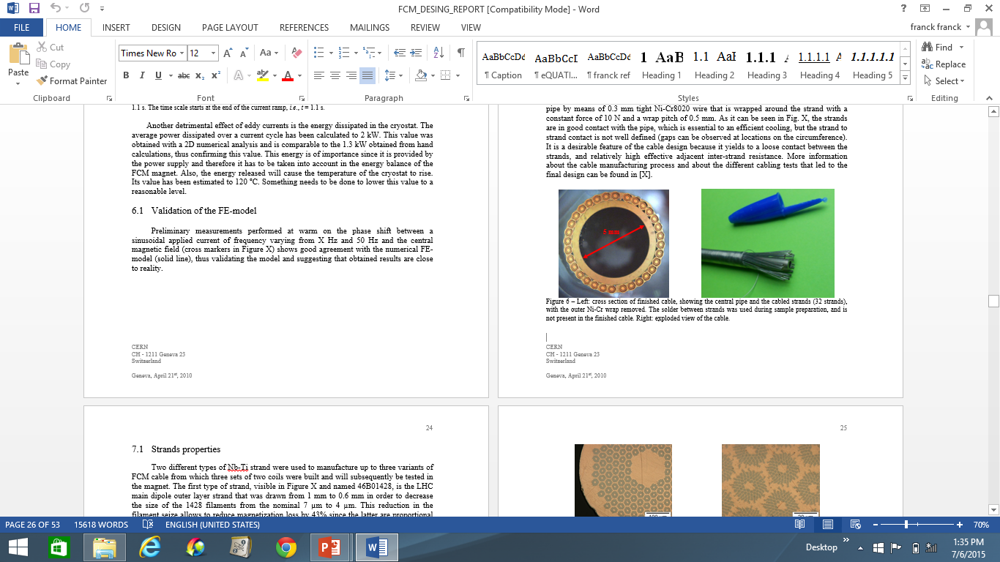 FCM_DESING_REPORT [Compatibility Mode] - Word
FILE
HOME
INSERT
DESIGN
PAGE LAYOUT
REFERENCES
MAILINGS
REVIEW
VIEW
franck franck
Paste
Cut
Copy
Format Painter
Clipboard
Times New Ro
12
Font
Paragraph
AaBbCcDd
¶ Caption
AaBbCcI
¶ eQUATI...
AaBbCcDd
¶ franck ref
1 AaB
Heading 1
1.1 Aa
Heading 2
1.1.1
Heading 3
1.1.1.1
Heading 4
1.1.1.1.1
Heading 5
Styles
Find
Replace
Select
Editing
1.1 s. The time scale starts at the end of the current ramp, i.e., t = 1.1 s.
Another detrimental effect of eddy currents is the energy dissipated in the cryostat. The
average power dissipated over a current cycle has been calculated to 2 kW. This value was
obtained with a 2D numerical analysis and is comparable to the 1.3 kW obtained from hand
calculations, thus confirming this value. This energy is of importance since it is provided by
the power supply and therefore it has to be taken into account in the energy balance of the
FCM magnet. Also, the energy released will cause the temperature of the cryostat to rise.
Its value has been estimated to 120 °C. Something needs to be done to lower this value to a
reasonable level.
6.1 Validation of the FE-model
Preliminary measurements performed at warm on the phase shift between a
sinusoidal applied current of frequency varying from X Hz and 50 Hz and the central
magnetic field (cross markers in Figure X) shows good agreement with the numerical FE-
model (solid line), thus validating the model and suggesting that obtained results are close
to reality.
CERN
CH - 1211 Geneva 23
Switzerland
Geneva, April 21st, 2010
pipe by means of 0.3 mm tight Ni-Cr8020 wire that is wrapped around the strand with a
constant force of 10 N and a wrap pitch of 0.5 mm. As it can be seen in Fig. X, the strands
are in good contact with the pipe, which is essential to an efficient cooling, but the strand to
strand contact is not well defined (gaps can be observed at locations on the circumference).
It is a desirable feature of the cable design because it yields to a loose contact between the
strands, and relatively high effective adjacent inter-strand resistance. More information
about the cable manufacturing process and about the different cabling tests that led to the
final design can be found in [X].
5 mm
Figure 6 – Left: cross section of finished cable, showing the central pipe and the cabled strands (32 strands),
with the outer Ni-Cr wrap removed. The solder between strands was used during sample preparation, and is
not present in the finished cable. Right: exploded view of the cable.
CERN
CH - 1211 Geneva 23
Switzerland
Geneva, April 21st, 2010
24
7.1 Strands properties
Two different types of Nb-Ti strand were used to manufacture up to three variants of
FCM cable from which three sets of two coils were built and will subsequently be tested in
the magnet. The first type of strand, visible in Figure X and named 46B01428, is the LHC
main dipole outer layer strand that was drawn from 1 mm to 0.6 mm in order to decrease
the size of the 1428 filaments from the nominal 7 µm to 4 µm. This reduction in the
filament seize allows to reduce magnetization loss by 43% since the latter are proportional
25
PAGE 26 OF 53
15618 WORDS
ENGLISH (UNITED STATES)
70%
Desktop
1:35 PM
7/6/2015